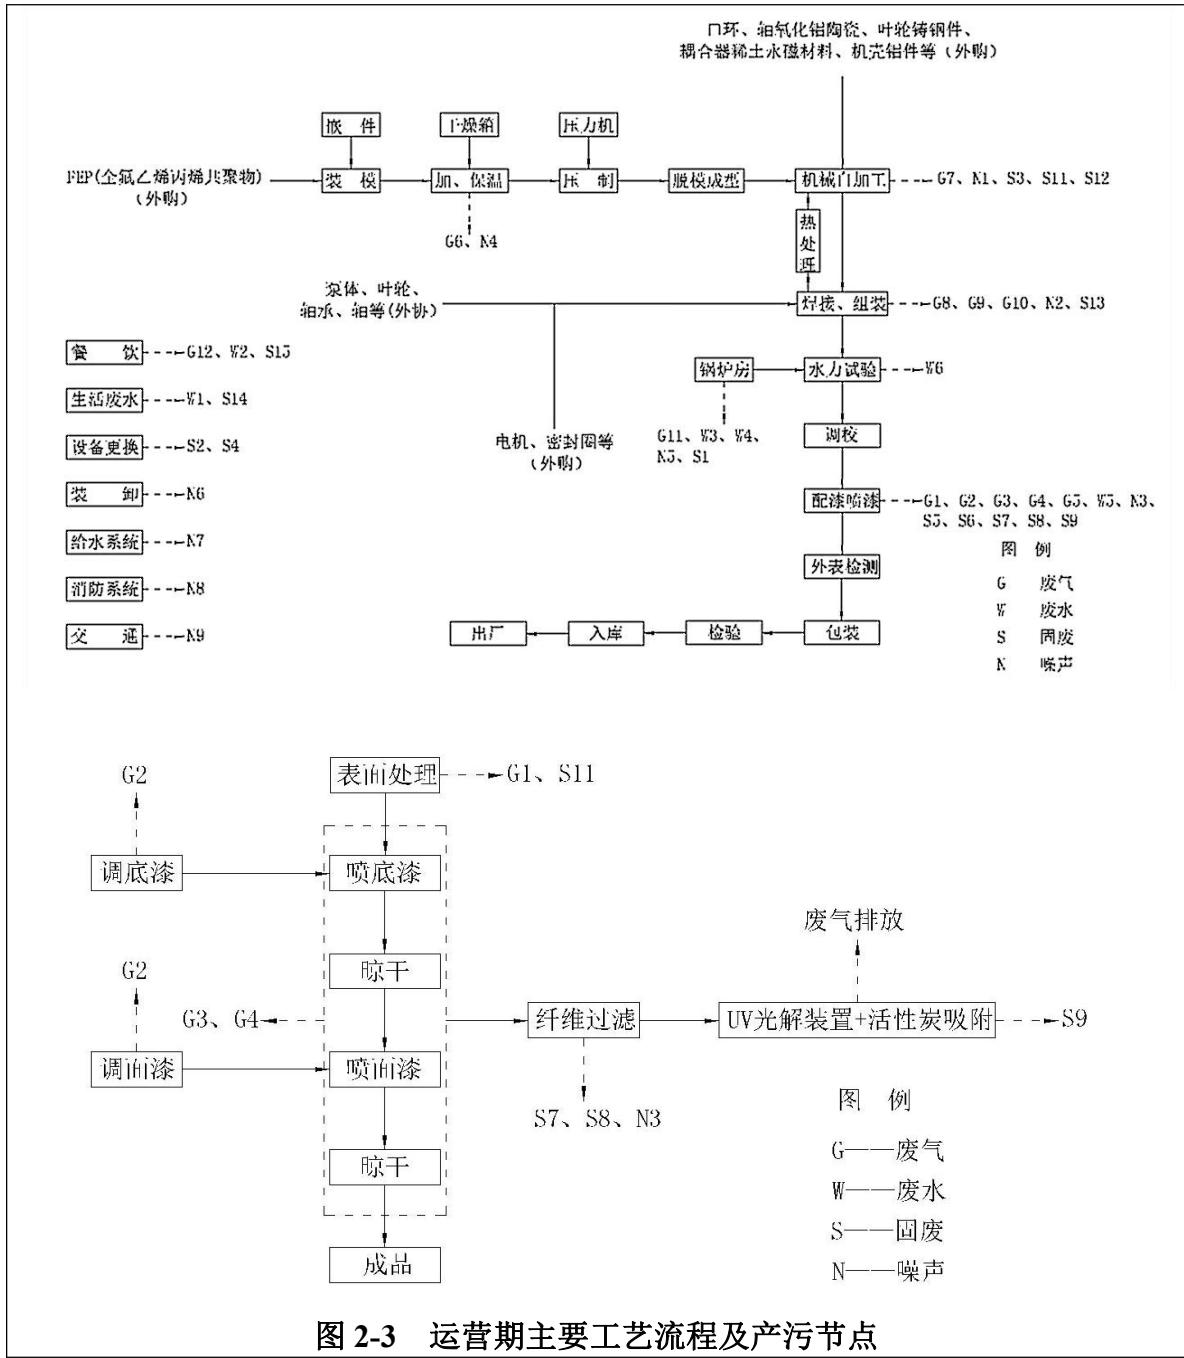 口环、轴氧化铝陶瓷、叶轮铸钢件、
耦合器稀土永磁材料、机壳铝件等（外购）
嵌 件
干燥箱
压力机
FEP(全氟乙烯丙烯共聚物)
（外购）
装 模
加、保温
压 制
脱模成型
机械自加工
G7、N1、S3、S11、S12
G6、N4
热处理
泵体、叶轮、
轴承、轴等(外协)
焊接、组装
G8、G9、G10、N2、S13
餐 饮
G12、W2、S15
锅炉房
水力试验
W6
生活废水
W1、S14
G11、W3、W4、
N5、S1
电机、密封圈等
（外购）
调校
设备更换
S2、S4
装 卸
N6
配漆喷漆
G1、G2、G3、G4、G5、W5、N3、
S5、S6、S7、S8、S9
给水系统
N7
外表检测
图 例
G 废气
W 废水
S 固废
N 噪声
消防系统
N8
交 通
N9
出厂
入库
检验
包装
G2
表面处理
G1、S11
调底漆
喷底漆
废气排放
晾干
G2
G3、G4
纤维过滤
UV光解装置+活性炭吸附
S9
调面漆
喷面漆
S7、S8、N3
图 例
G——废气
W——废水
S——固废
N——噪声
晾干
成品
图 2-3 运营期主要工艺流程及产污节点